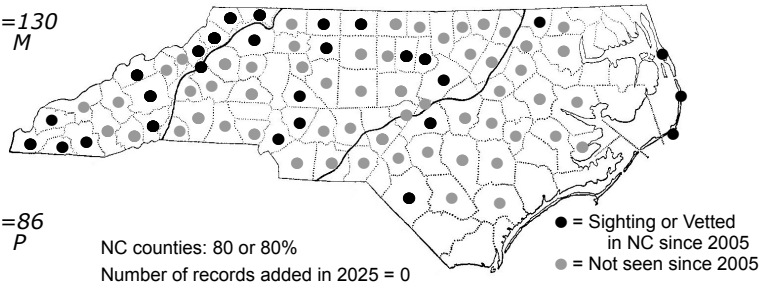 =130
M
=86
P
NC counties: 80 or 80%
Number of records added in 2025 = 0
= Sighting or Vetted
in NC since 2005
= Not seen since 2005